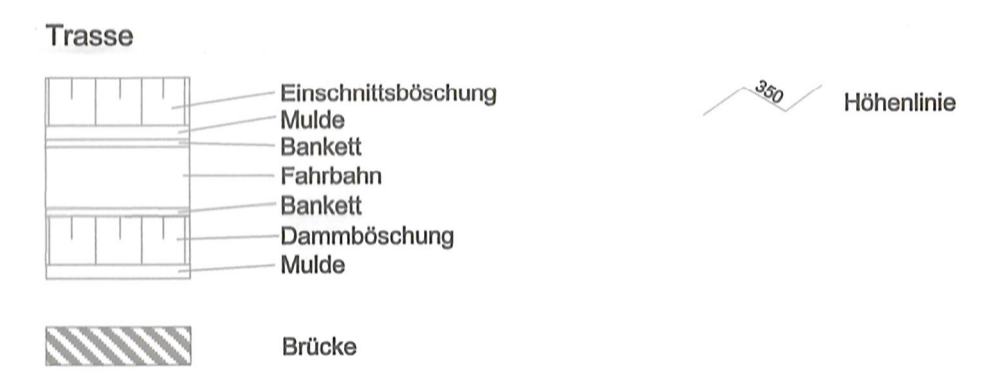 Trasse
Einschnittsböschung
Mulde
Bankett
Fahrbahn
Bankett
Dammböschung
Mulde
Brücke
350
Höhenlinie